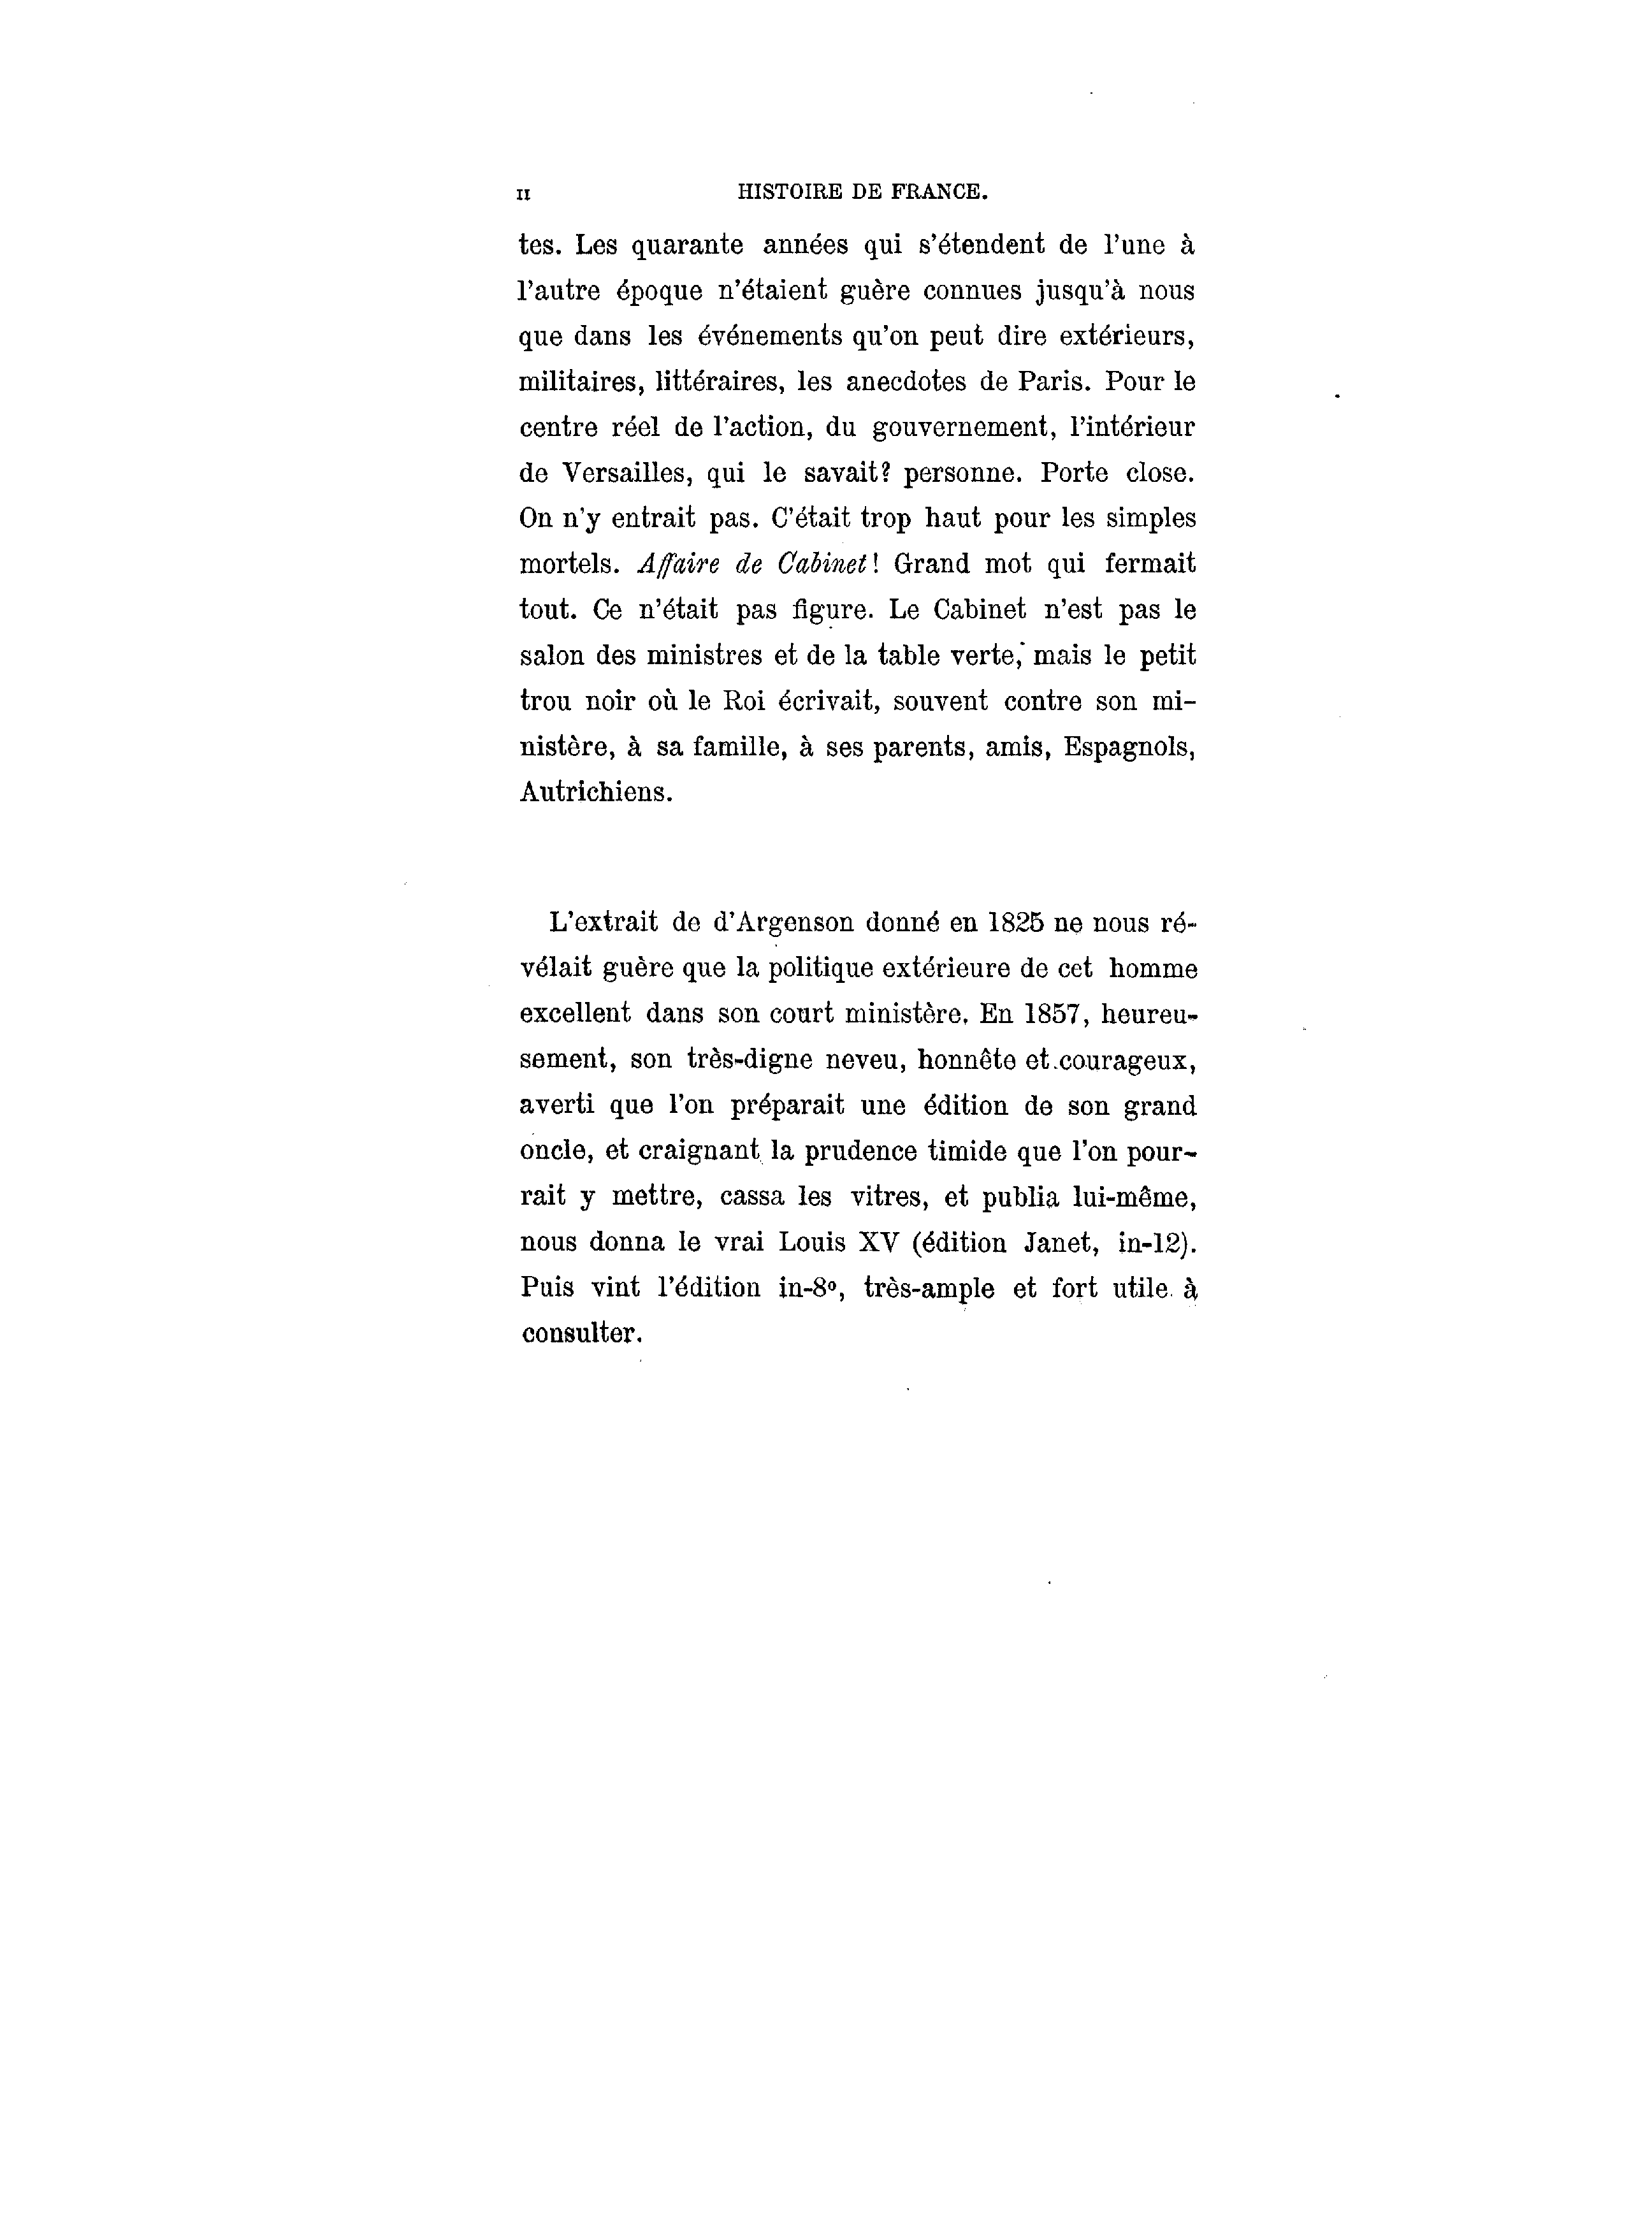 II HISTOIRE DE FRANCE.
tes. Les quarante années qui s'étendent de l'une à
l'autre époque n'étaient guère connues jusqu'à nous
que dans les événements qu'on peut dire extérieurs,
militaires, littéraires, les anecdotes de Paris. Pour le
centre réel de l'action, du gouvernement, l'intérieur
de Versailles, qui le savait? personne. Porte close.
On n'y entrait pas. C'était trop haut pour les simples
mortels. Affaire de Cabinet! Grand mot qui fermait
tout. Ce n'était pas figure. Le Cabinet n'est pas le
salon des ministres et de la table verte, mais le petit
trou noir où le Roi écrivait, souvent contre son mi-
nistère, à sa famille, à ses parents, amis, Espagnols,
Autrichiens.
L'extrait de d'Argenson donné en 1825 ne nous ré-
vélait guère que la politique extérieure de cet homme
excellent dans son court ministère. En 1857, heureu-
sement, son très-digne neveu, honnête et courageux,
averti que l'on préparait une édition de son grand
oncle, et craignant la prudence timide que l'on pour-
rait y mettre, cassa les vitres, et publia lui-même,
nous donna le vrai Louis XV (édition Janet, in-12).
Puis vint l'édition in-8º, très-ample et fort utile à
consulter.